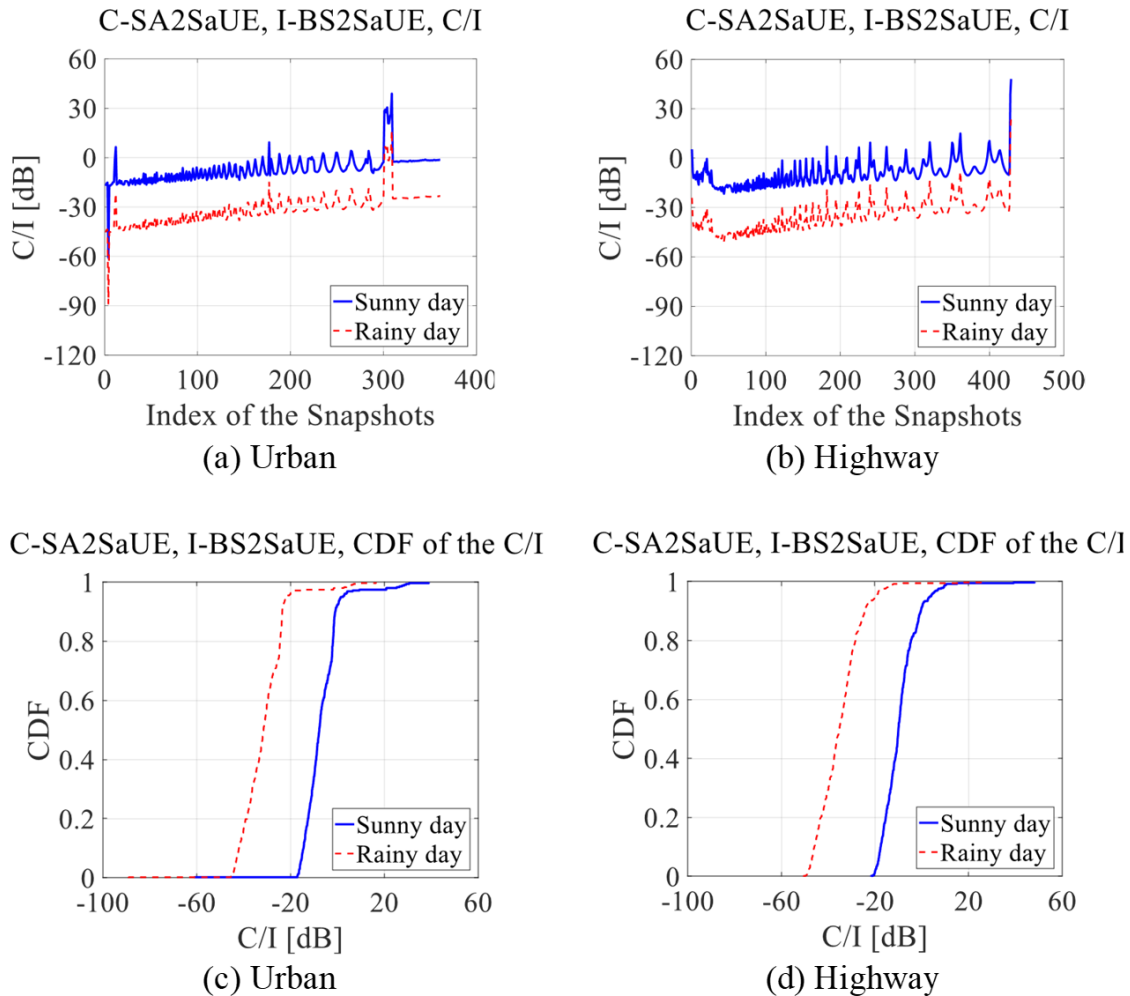 C-SA2SaUE, I-BS2SaUE, C/I
60
30
0
-30
-60
-90
-120
C/I [dB]
Sunny day
Rainy day
0 100 200 300 400
Index of the Snapshots
(a) Urban
C-SA2SaUE, I-BS2SaUE, C/I
60
30
0
-30
-60
-90
-120
C/I [dB]
Sunny day
Rainy day
0 100 200 300 400 500
Index of the Snapshots
(b) Highway
C-SA2SaUE, I-BS2SaUE, CDF of the C/I
1
0.8
0.6
0.4
0.2
0
CDF
Sunny day
Rainy day
-100 -60 -20 20 60
C/I [dB]
(c) Urban
C-SA2SaUE, I-BS2SaUE, CDF of the C/I
1
0.8
0.6
0.4
0.2
0
CDF
Sunny day
Rainy day
-100 -60 -20 20 60
C/I [dB]
(d) Highway